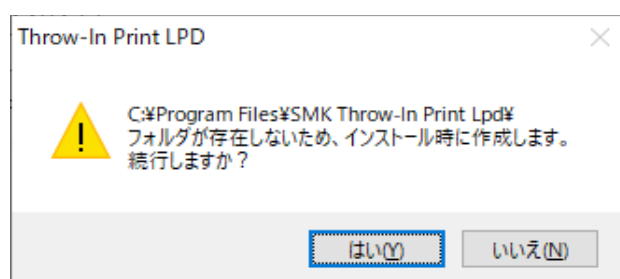 Throw-In Print LPD
C:¥Program Files¥SMK Throw-In Print Lpd¥
フォルダが存在しないため、インストール時に作成します。
続行しますか？
はい(Y)
いいえ(N)